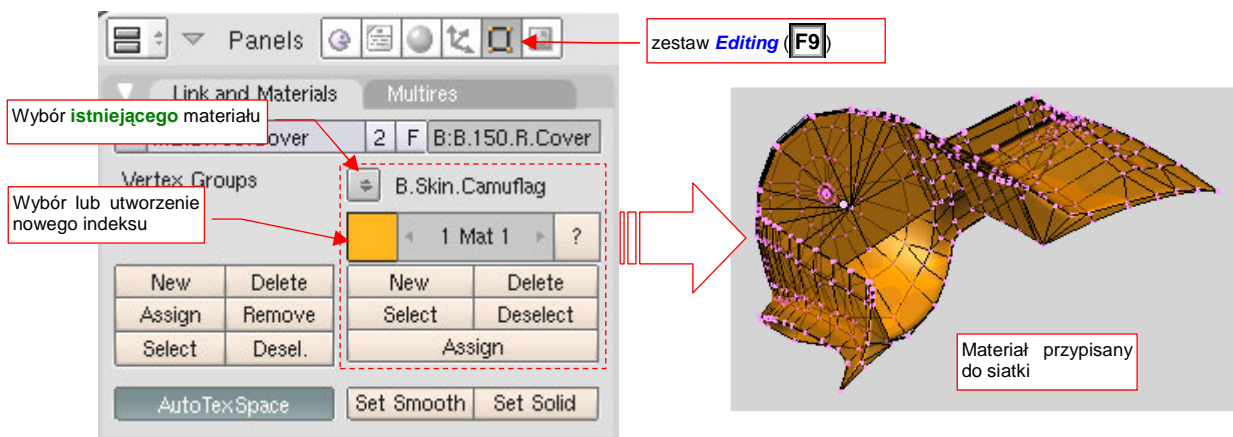 Panels
zestaw Editing (F9)
Link and Materials
Multires
Wybór istniejącego materiału
over
2
F
B:B.150.R.Cover
Vertex Groups
B.Skin.Camuflag
Wybór lub utworzenie
nowego indeksu
1 Mat 1
?
New
Delete
New
Delete
Assign
Remove
Select
Deselect
Select
Desel.
Assign
AutoTexSpace
Set Smooth
Set Solid
Materiał przypisany
do siatki